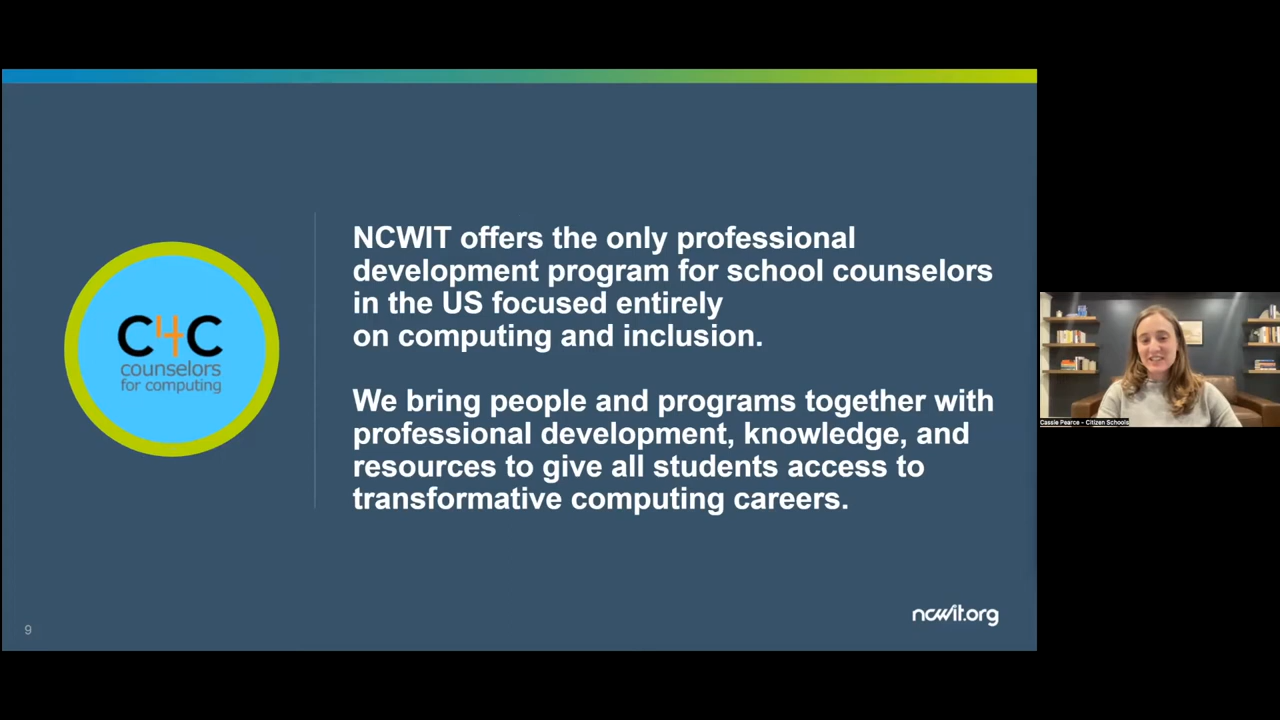 NCWIT offers the only professional
development program for school counselors
in the US focused entirely
on computing and inclusion.
We bring people and programs together with
professional development, knowledge, and
resources to give all students access to
transformative computing careers.
C4C
counselors
for computing
Cassie Pearce - Citizen Schools
ncwit.org
9